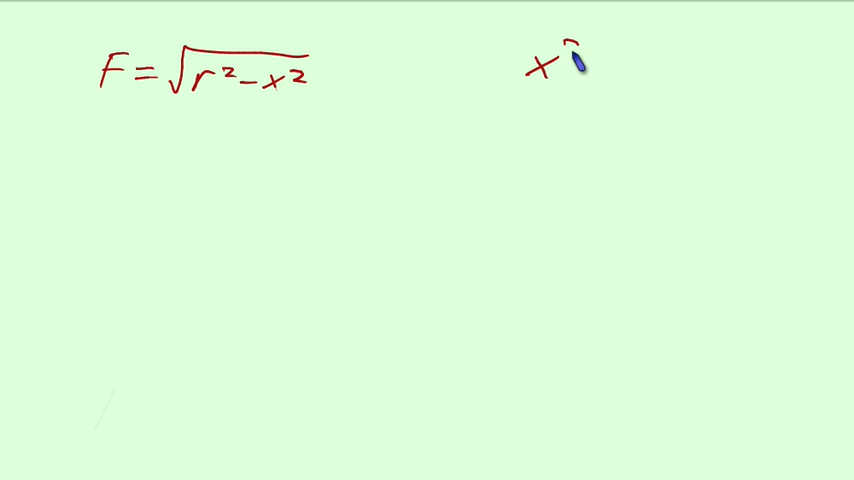 F = √(r² - x²)
x